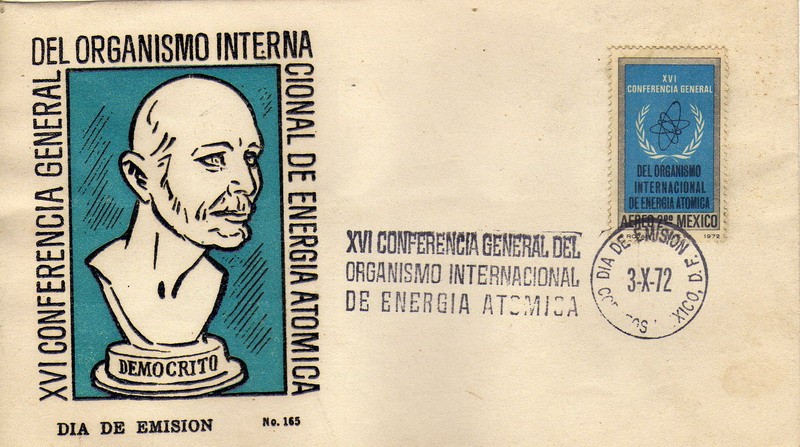 XVI CONFERENCIA GENERAL
DEL ORGANISMO INTERNA
CIONAL DE ENERGIA ATOMICA
DEMOCRITO
DIA DE EMISION
No. 165
XVI CONFERENCIA GENERAL DEL
ORGANISMO INTERNACIONAL
DE ENERGIA ATOMICA
XVI
CONFERENCIA GENERAL
DEL ORGANISMO
INTERNACIONAL
DE ENERGIA ATOMICA
AEREO MEXICO
1972
DIA DE EMISION
D.F.
3-X-72